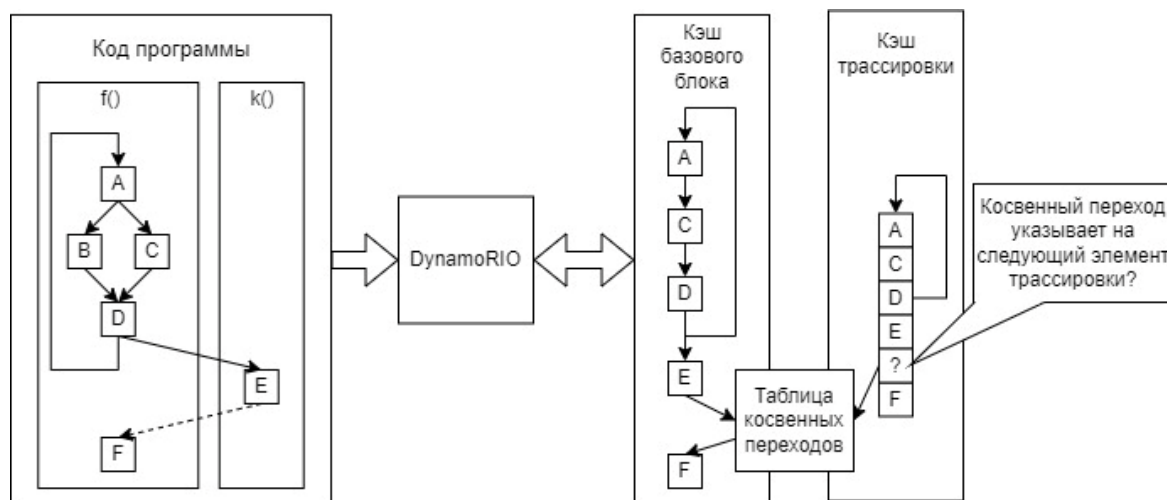 Код программы
f()
k()
A
B
C
D
E
F
DynamoRIO
Кэш
базового
блока
A
C
D
E
F
Таблица
косвенных
переходов
Кэш
трассировки
A
C
D
E
?
F
Косвенный переход
указывает на
следующий элемент
трассировки?